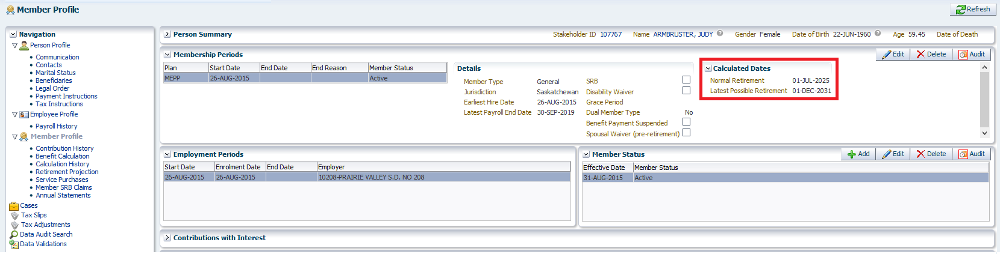 Member Profile
Refresh
Navigation
Person Profile
Communication
Contacts
Marital Status
Beneficiaries
Legal Order
Payment Instructions
Tax Instructions
Employee Profile
Payroll History
Member Profile
Contribution History
Benefit Calculation
Calculation History
Retirement Projection
Service Purchases
Member SRB Claims
Annual Statements
Cases
Tax Slips
Tax Adjustments
Data Audit Search
Data Validations
Person Summary Stakeholder ID 107767 Name ARMBRUSTER, JUDY Gender Female Date of Birth 22-JUN-1960 Age 59.45 Date of Death
Membership Periods Edit Delete Audit
Plan Start Date End Date End Reason Member Status
MEPP 26-AUG-2015 Active
Details
Member Type General
Jurisdiction Saskatchewan
Earliest Hire Date 26-AUG-2015
Latest Payroll End Date 30-SEP-2019
SRB
Disability Waiver
Grace Period
Dual Member Type No
Benefit Payment Suspended
Spousal Waiver (pre-retirement)
Calculated Dates
Normal Retirement 01-JUL-2025
Latest Possible Retirement 01-DEC-2031
Employment Periods
Start Date Enrolment Date End Date Employer
26-AUG-2015 26-AUG-2015 10208-PRAIRIE VALLEY S.D. NO 208
Member Status Add Edit Delete Audit
Effective Date Member Status
31-AUG-2015 Active
Contributions with Interest